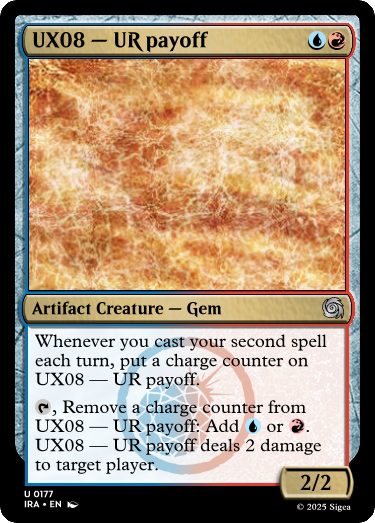 UX08 — UR payoff
Artifact Creature — Gem
Whenever you cast your second spell
each turn, put a charge counter on
UX08 — UR payoff.
, Remove a charge counter from
UX08 — UR payoff: Add or .
UX08 — UR payoff deals 2 damage
to target player.
2/2
U 0177
IRA • EN
© 2025 Sigea